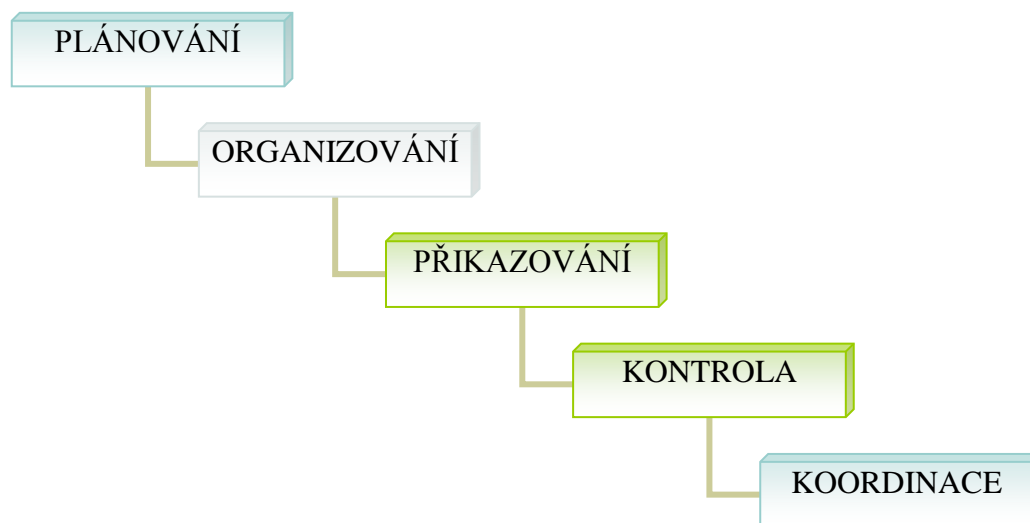 PLÁNOVÁNÍ
ORGANIZOVÁNÍ
PŘIKAZOVÁNÍ
KONTROLA
KOORDINACE